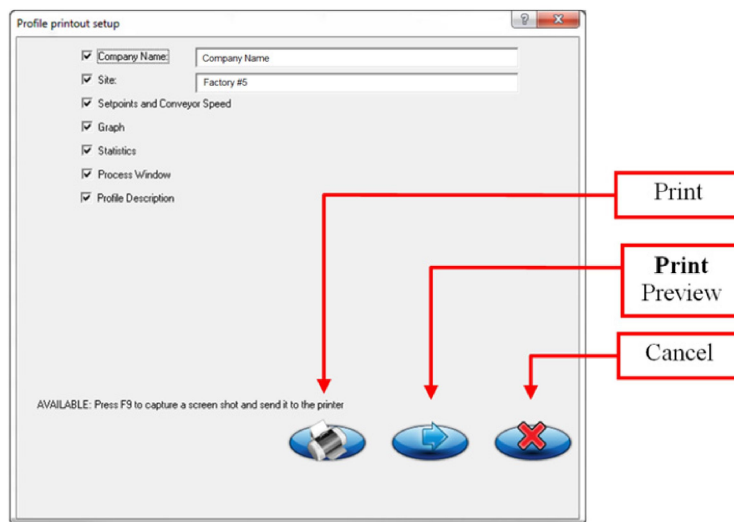 Profile printout setup
Company Name: Company Name
Site: Factory #5
Setpoints and Conveyor Speed
Graph
Statistics
Process Window
Profile Description
Print
Print
Preview
Cancel
AVAILABLE: Press F9 to capture a screen shot and send it to the printer